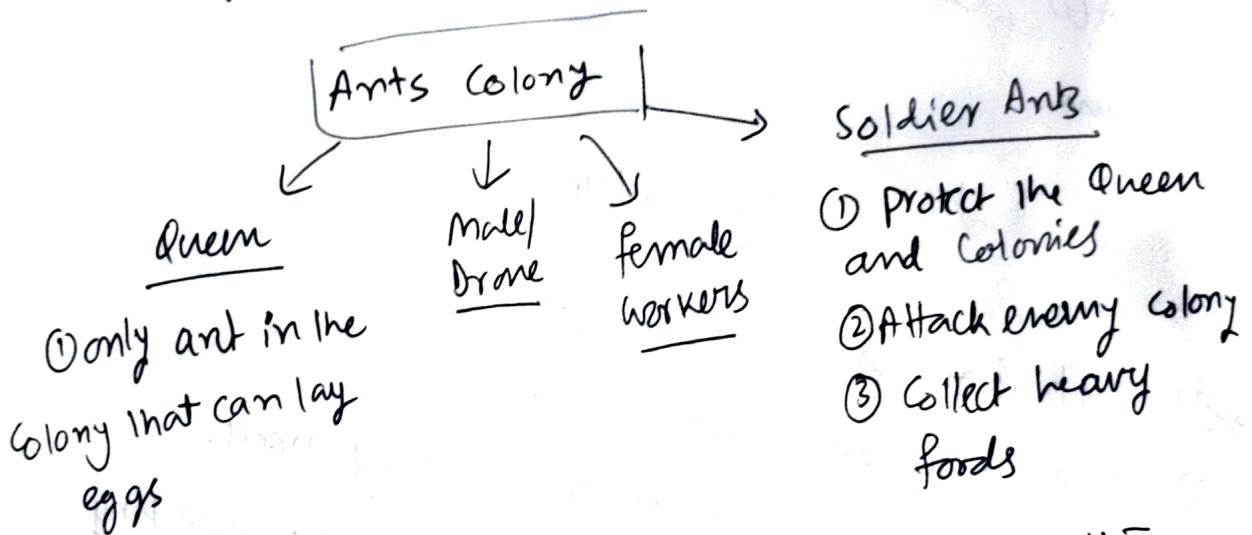 Ants Colony
Queen
① only ant in the
Colony that can lay
eggs
Male/
Drone
female
workers
Soldier Ants
① protect the Queen
and Colonies
② Attack enemy Colony
③ Collect heavy
foods